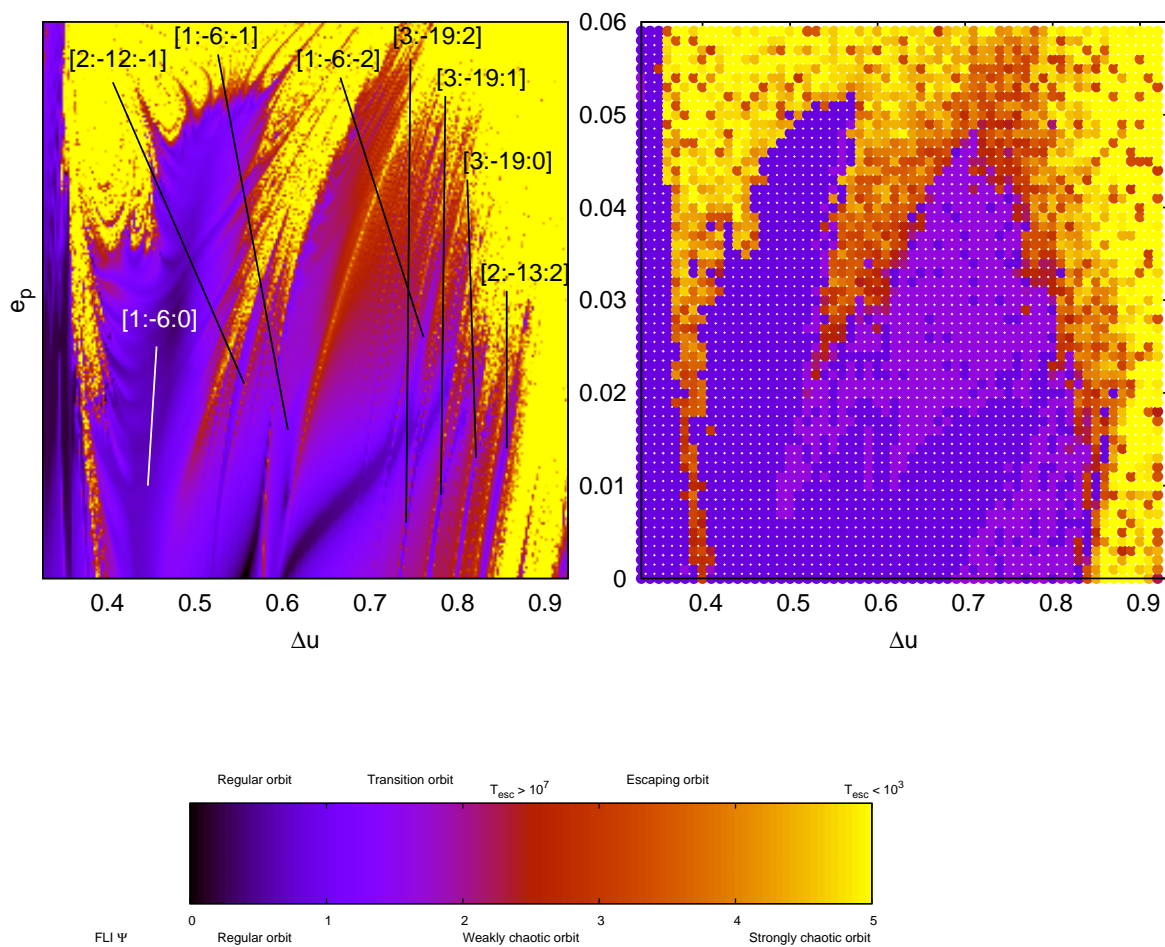 [1:-6:-1]
[3:-19:2]
[2:-12:-1]
[1:-6:-2]
[3:-19:1]
[3:-19:0]
[2:-13:2]
[1:-6:0]
e_p
0.4 0.5 0.6 0.7 0.8 0.9
Δu
0.06
0.05
0.04
0.03
0.02
0.01
0
0.4 0.5 0.6 0.7 0.8 0.9
Δu
Regular orbit Transition orbit T_esc > 10^7 Escaping orbit T_esc < 10^3
0 1 2 3 4 5
FLI Ψ Regular orbit Weakly chaotic orbit Strongly chaotic orbit